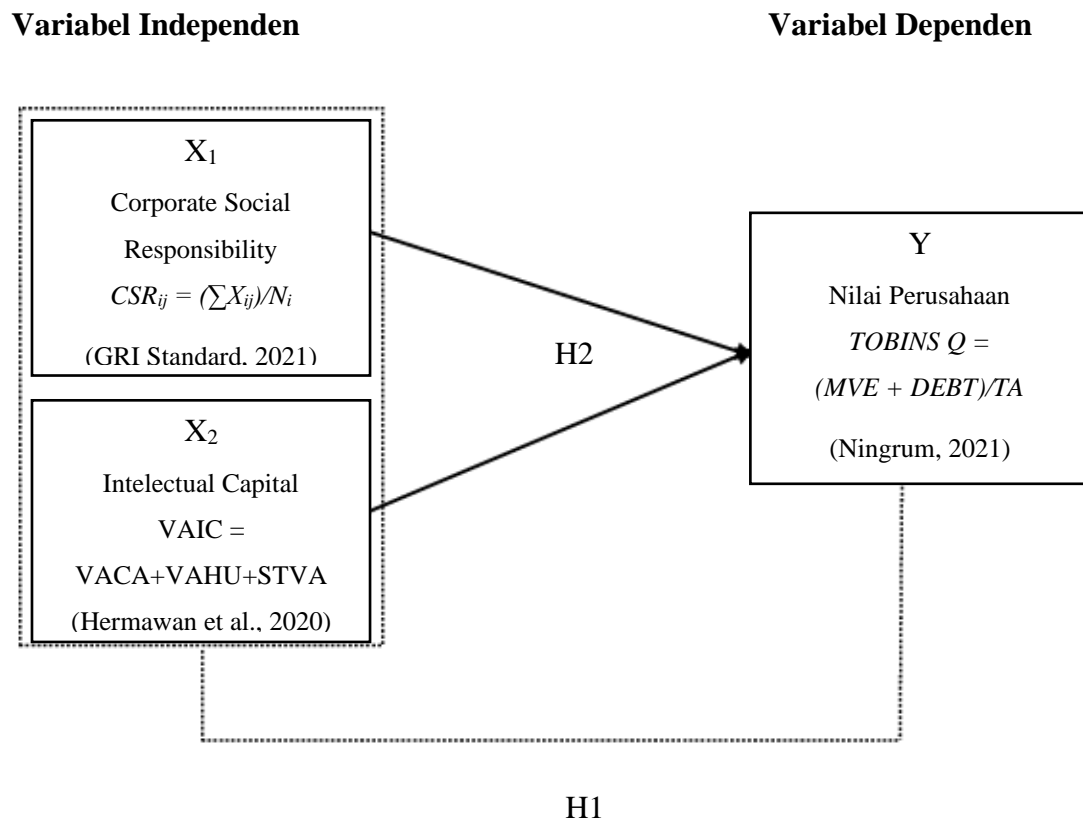 Variabel Independen
Variabel Dependen
X₁
Corporate Social
Responsibility
CSRᵢⱼ = (∑Xᵢⱼ)/Nᵢ
(GRI Standard, 2021)
X₂
Intelectual Capital
VAIC =
VACA+VAHU+STVA
(Hermawan et al., 2020)
H2
Y
Nilai Perusahaan
TOBINS Q =
(MVE + DEBT)/TA
(Ningrum, 2021)
H1